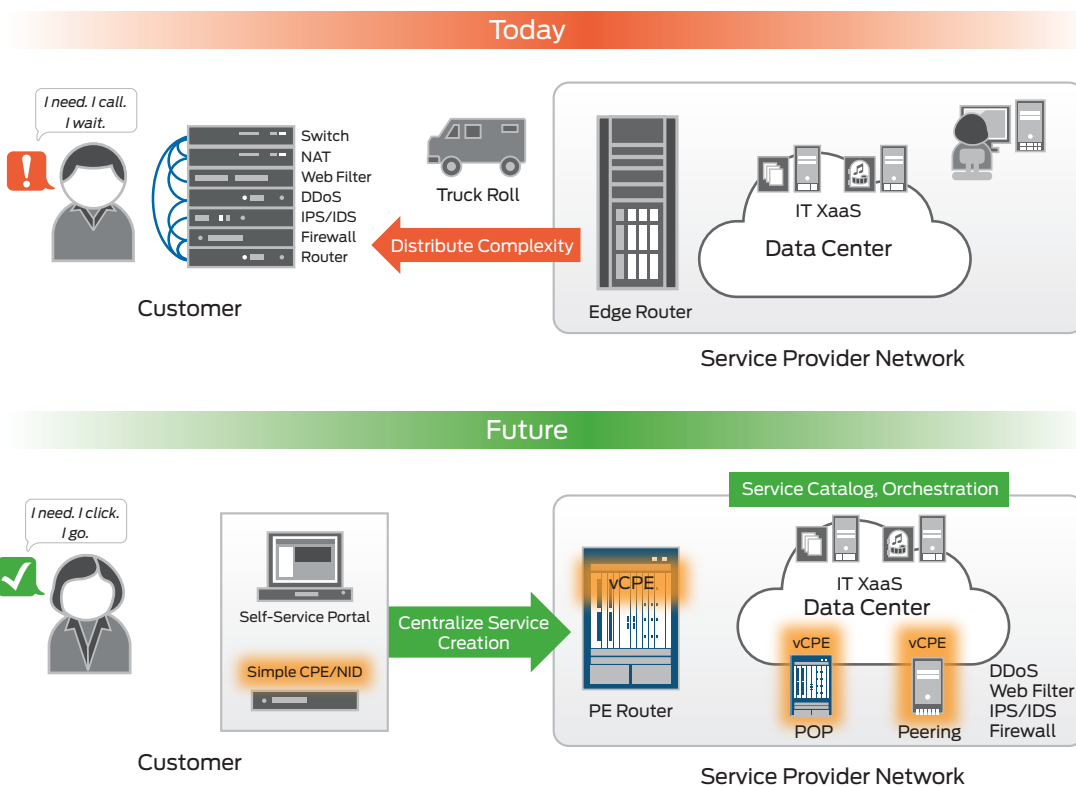 Today
I need. I call.
I wait.
!
Switch
NAT
Web Filter
DDoS
IPS/IDS
Firewall
Router
Truck Roll
Distribute Complexity
Edge Router
IT XaaS
Data Center
Customer
Service Provider Network
Future
I need. I click.
I go.
Self-Service Portal
Simple CPE/NID
Centralize Service
Creation
Service Catalog, Orchestration
vCPE
PE Router
IT XaaS
Data Center
vCPE
POP
vCPE
Peering
DDoS
Web Filter
IPS/IDS
Firewall
Customer
Service Provider Network